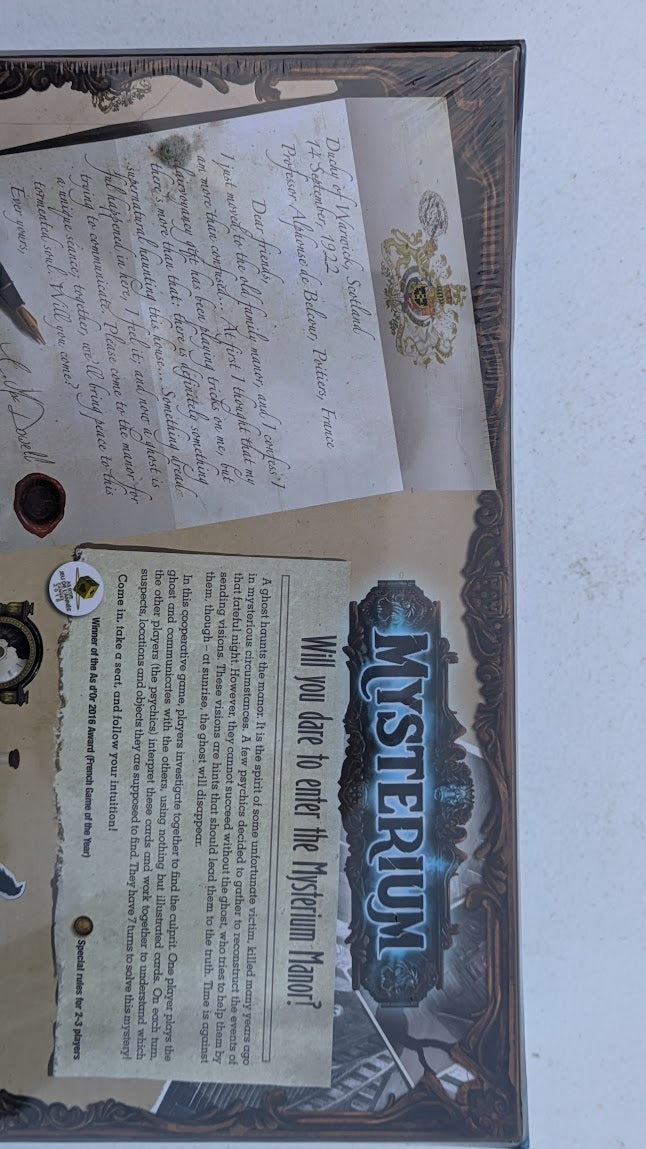 Duchy of Warwick, Scotland
14 September, 1922
Professor Alphonse de Belcour, Poitiers, France
Dear friends,
I just moved to the old family manor, and I confess I
am more than confused... At first I thought that my
clairvoyancy gift has been playing tricks on me, but
there's more than that: there is definitely something
supernatural haunting this house... Something dread-
ful happened in here, I feel it; and now a ghost is
trying to communicate. Please come to the manor for
a unique séance; together, we'll bring peace to this
tormented soul. Will you come?
Ever yours,
MYSTERIUM
Will you dare to enter the Mysterium Manor?
A ghost haunts the manor. It is the spirit of some unfortunate victim, killed many years ago
in mysterious circumstances. A few psychics decided to gather to reconstruct the events of
that fateful night. However, they cannot succeed without the ghost, who tries to help them by
sending visions. These visions are hints that should lead them to the truth. Time is against
them, though – at sunrise, the ghost will disappear.
In this cooperative game, players investigate together to find the culprit. One player plays the
ghost and communicates with the others, using nothing but illustrated cards. On each turn,
the other players (the psychics) interpret these cards and work together to understand which
suspects, locations and objects they are supposed to find. They have 7 turns to solve this mystery!
Come in, take a seat, and follow your intuition!
Winner of the As d'Or 2016 Award (French Game of the Year)
Special rules for 2-3 players